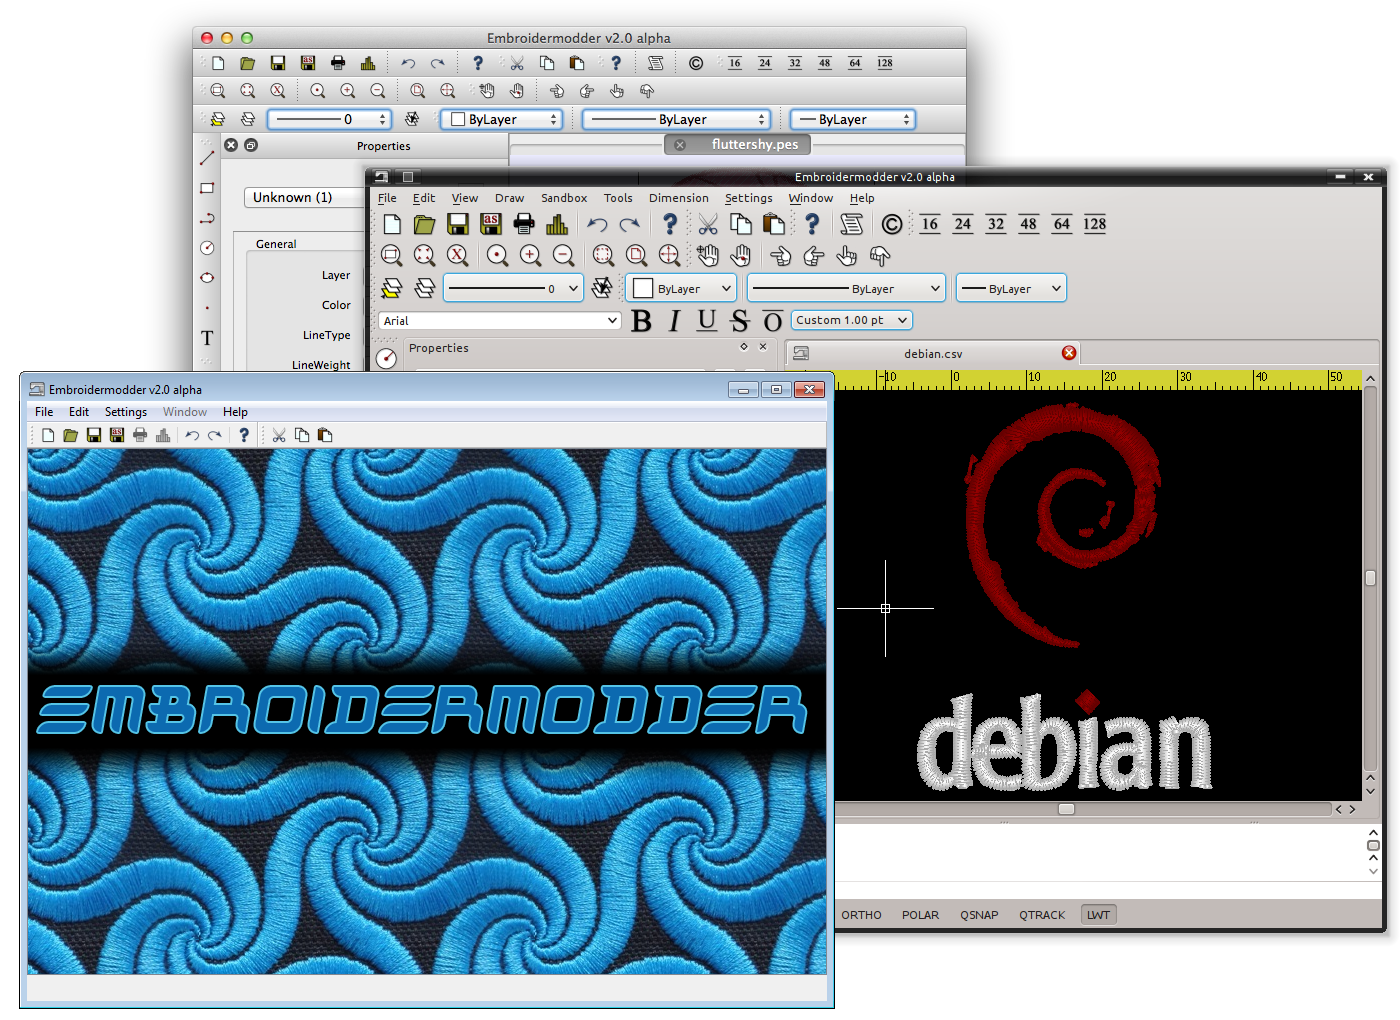 Embroidermodder v2.0 alpha
as
? ? © 16 24 32 48 64 128
0 ByLayer ByLayer ByLayer
Properties
fluttershy.pes
Unknown (1)
General
Layer
Color
LineType
LineWeight
T
Embroidermodder v2.0 alpha
File Edit View Draw Sandbox Tools Dimension Settings Window Help
as ? ? © 16 24 32 48 64 128
0 ByLayer ByLayer ByLayer
Arial B I U S O Custom 1.00 pt
Properties
debian.csv
-10 0 10 20 30 40 50
debian
ORTHO POLAR QSNAP QTRACK LWT
Embroidermodder v2.0 alpha
File Edit Settings Window Help
as ?
EMBROIDERMODDER